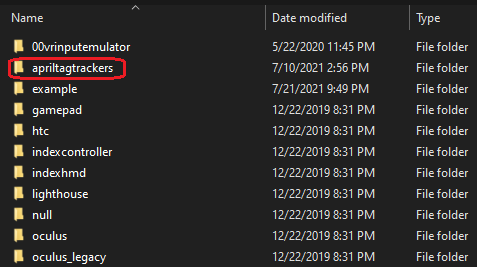 Name Date modified Type
00vrinputemulator 5/22/2020 11:45 PM File folder
apriltagtrackers 7/10/2021 2:56 PM File folder
example 7/21/2021 9:49 PM File folder
gamepad 12/22/2019 8:31 PM File folder
htc 12/22/2019 8:31 PM File folder
indexcontroller 12/22/2019 8:31 PM File folder
indexhmd 12/22/2019 8:31 PM File folder
lighthouse 12/22/2019 8:31 PM File folder
null 12/22/2019 8:31 PM File folder
oculus 12/22/2019 8:31 PM File folder
oculus_legacy 12/22/2019 8:31 PM File folder